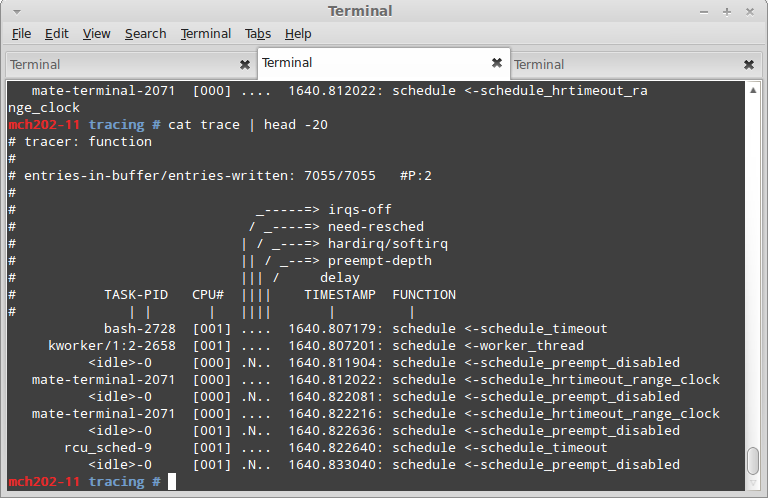 Terminal
File Edit View Search Terminal Tabs Help
Terminal Terminal Terminal
   mate-terminal-2071  [000] ....  1640.812022: schedule <-schedule_hrtimeout_ra
nge_clock
mch202-11 tracing # cat trace | head -20
# tracer: function
#
# entries-in-buffer/entries-written: 7055/7055   #P:2
#
#                              _-----=> irqs-off
#                             / _----=> need-resched
#                            | / _---=> hardirq/softirq
#                            || / _--=> preempt-depth
#                            ||| /     delay
#           TASK-PID   CPU#  ||||    TIMESTAMP  FUNCTION
#              | |       |   ||||       |         |
            bash-2728  [001] ....  1640.807179: schedule <-schedule_timeout
     kworker/1:2-2658  [001] ....  1640.807201: schedule <-worker_thread
          <idle>-0     [000] .N..  1640.811904: schedule <-schedule_preempt_disabled
   mate-terminal-2071  [000] ....  1640.812022: schedule <-schedule_hrtimeout_range_clock
          <idle>-0     [000] .N..  1640.822081: schedule <-schedule_preempt_disabled
   mate-terminal-2071  [000] ....  1640.822216: schedule <-schedule_hrtimeout_range_clock
          <idle>-0     [001] .N..  1640.822636: schedule <-schedule_preempt_disabled
       rcu_sched-9     [001] ....  1640.822640: schedule <-schedule_timeout
          <idle>-0     [001] .N..  1640.833040: schedule <-schedule_preempt_disabled
mch202-11 tracing #